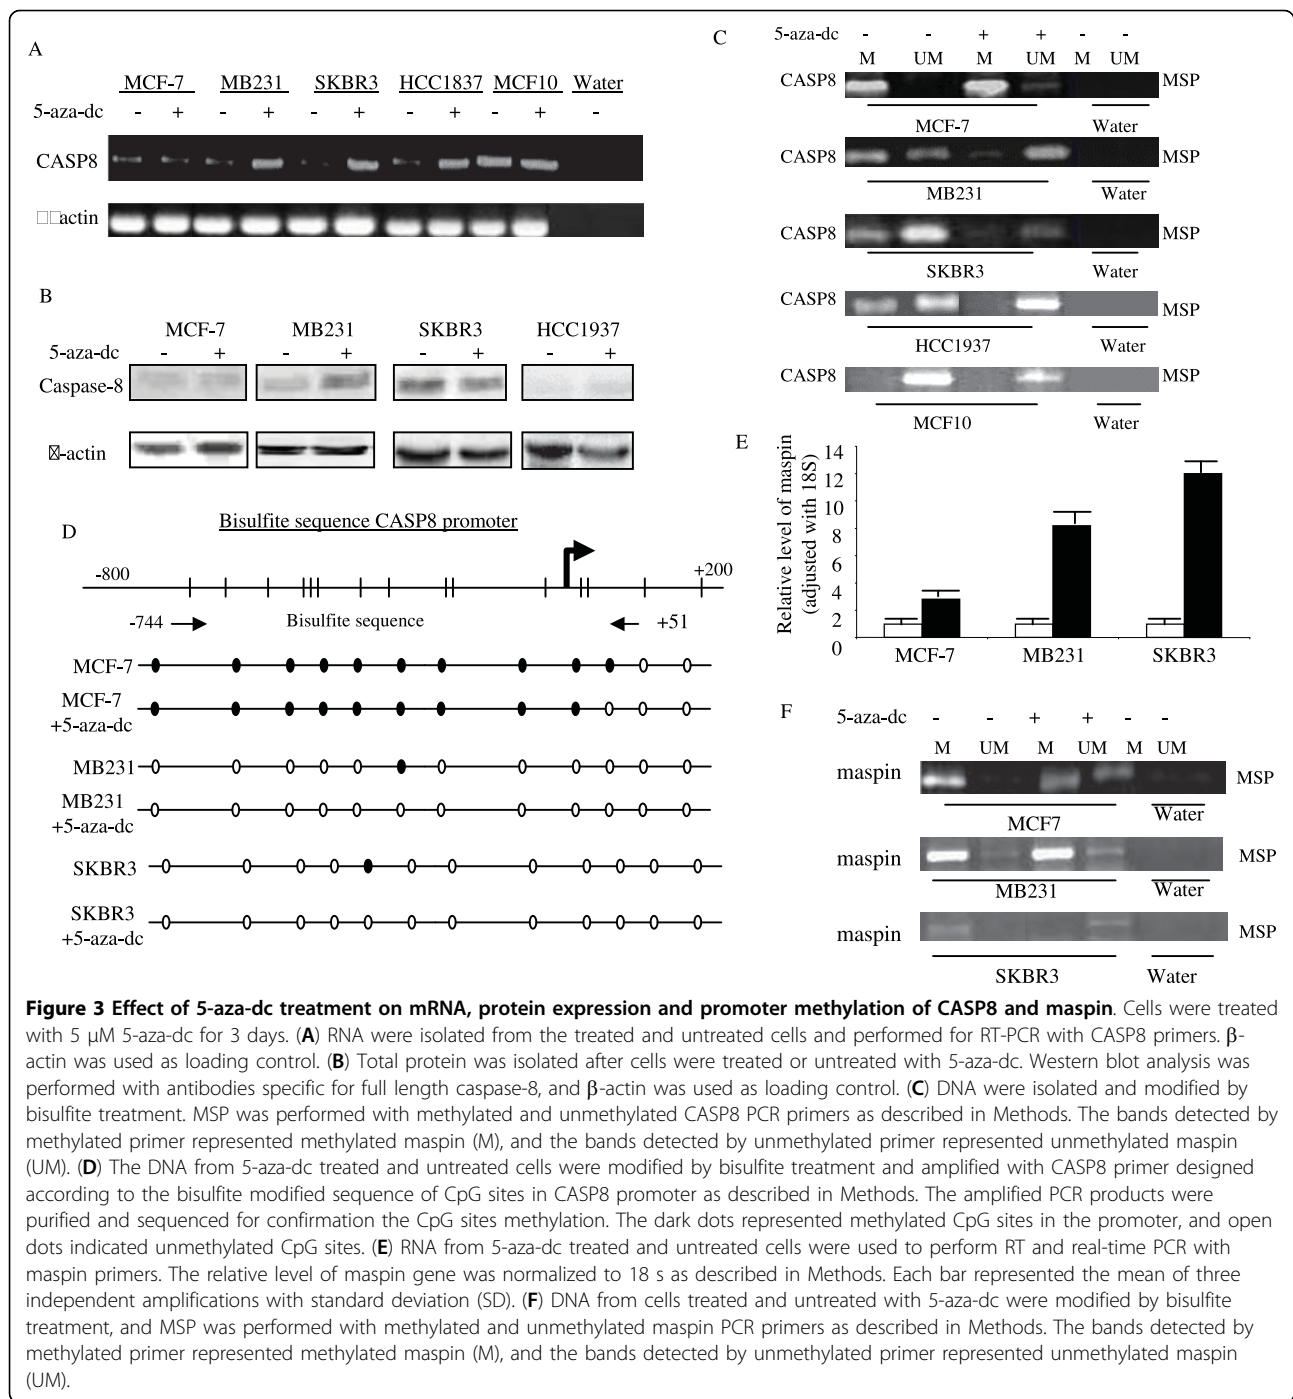 A
MCF-7 MB231 SKBR3 HCC1837 MCF10 Water
5-aza-dc - + - + - + - + - + -
CASP8
□□actin
B
MCF-7 MB231 SKBR3 HCC1937
5-aza-dc - + - + - + - +
Caspase-8
-actin
C
5-aza-dc - - + + - -
M UM M UM M UM
CASP8 MSP
MCF-7 Water
CASP8 MSP
MB231 Water
CASP8 MSP
SKBR3 Water
CASP8 MSP
HCC1937 Water
CASP8 MSP
MCF10 Water
D
Bisulfite sequence CASP8 promoter
-800 +200
-744 Bisulfite sequence +51
MCF-7
MCF-7
+5-aza-dc
MB231
MB231
+5-aza-dc
SKBR3
SKBR3
+5-aza-dc
E
Relative level of maspin
(adjusted with 18S)
14
12
10
8
6
4
2
0
MCF-7 MB231 SKBR3
F
5-aza-dc - - + + - -
M UM M UM M UM
maspin MSP
MCF7 Water
maspin MSP
MB231 Water
maspin MSP
SKBR3 Water
Figure 3 Effect of 5-aza-dc treatment on mRNA, protein expression and promoter methylation of CASP8 and maspin. Cells were treated
with 5 μM 5-aza-dc for 3 days. (A) RNA were isolated from the treated and untreated cells and performed for RT-PCR with CASP8 primers. β-
actin was used as loading control. (B) Total protein was isolated after cells were treated or untreated with 5-aza-dc. Western blot analysis was
performed with antibodies specific for full length caspase-8, and β-actin was used as loading control. (C) DNA were isolated and modified by
bisulfite treatment. MSP was performed with methylated and unmethylated CASP8 PCR primers as described in Methods. The bands detected by
methylated primer represented methylated maspin (M), and the bands detected by unmethylated primer represented unmethylated maspin
(UM). (D) The DNA from 5-aza-dc treated and untreated cells were modified by bisulfite treatment and amplified with CASP8 primer designed
according to the bisulfite modified sequence of CpG sites in CASP8 promoter as described in Methods. The amplified PCR products were
purified and sequenced for confirmation the CpG sites methylation. The dark dots represented methylated CpG sites in the promoter, and open
dots indicated unmethylated CpG sites. (E) RNA from 5-aza-dc treated and untreated cells were used to perform RT and real-time PCR with
maspin primers. The relative level of maspin gene was normalized to 18 s as described in Methods. Each bar represented the mean of three
independent amplifications with standard deviation (SD). (F) DNA from cells treated and untreated with 5-aza-dc were modified by bisulfite
treatment, and MSP was performed with methylated and unmethylated maspin PCR primers as described in Methods. The bands detected by
methylated primer represented methylated maspin (M), and the bands detected by unmethylated primer represented unmethylated maspin
(UM).